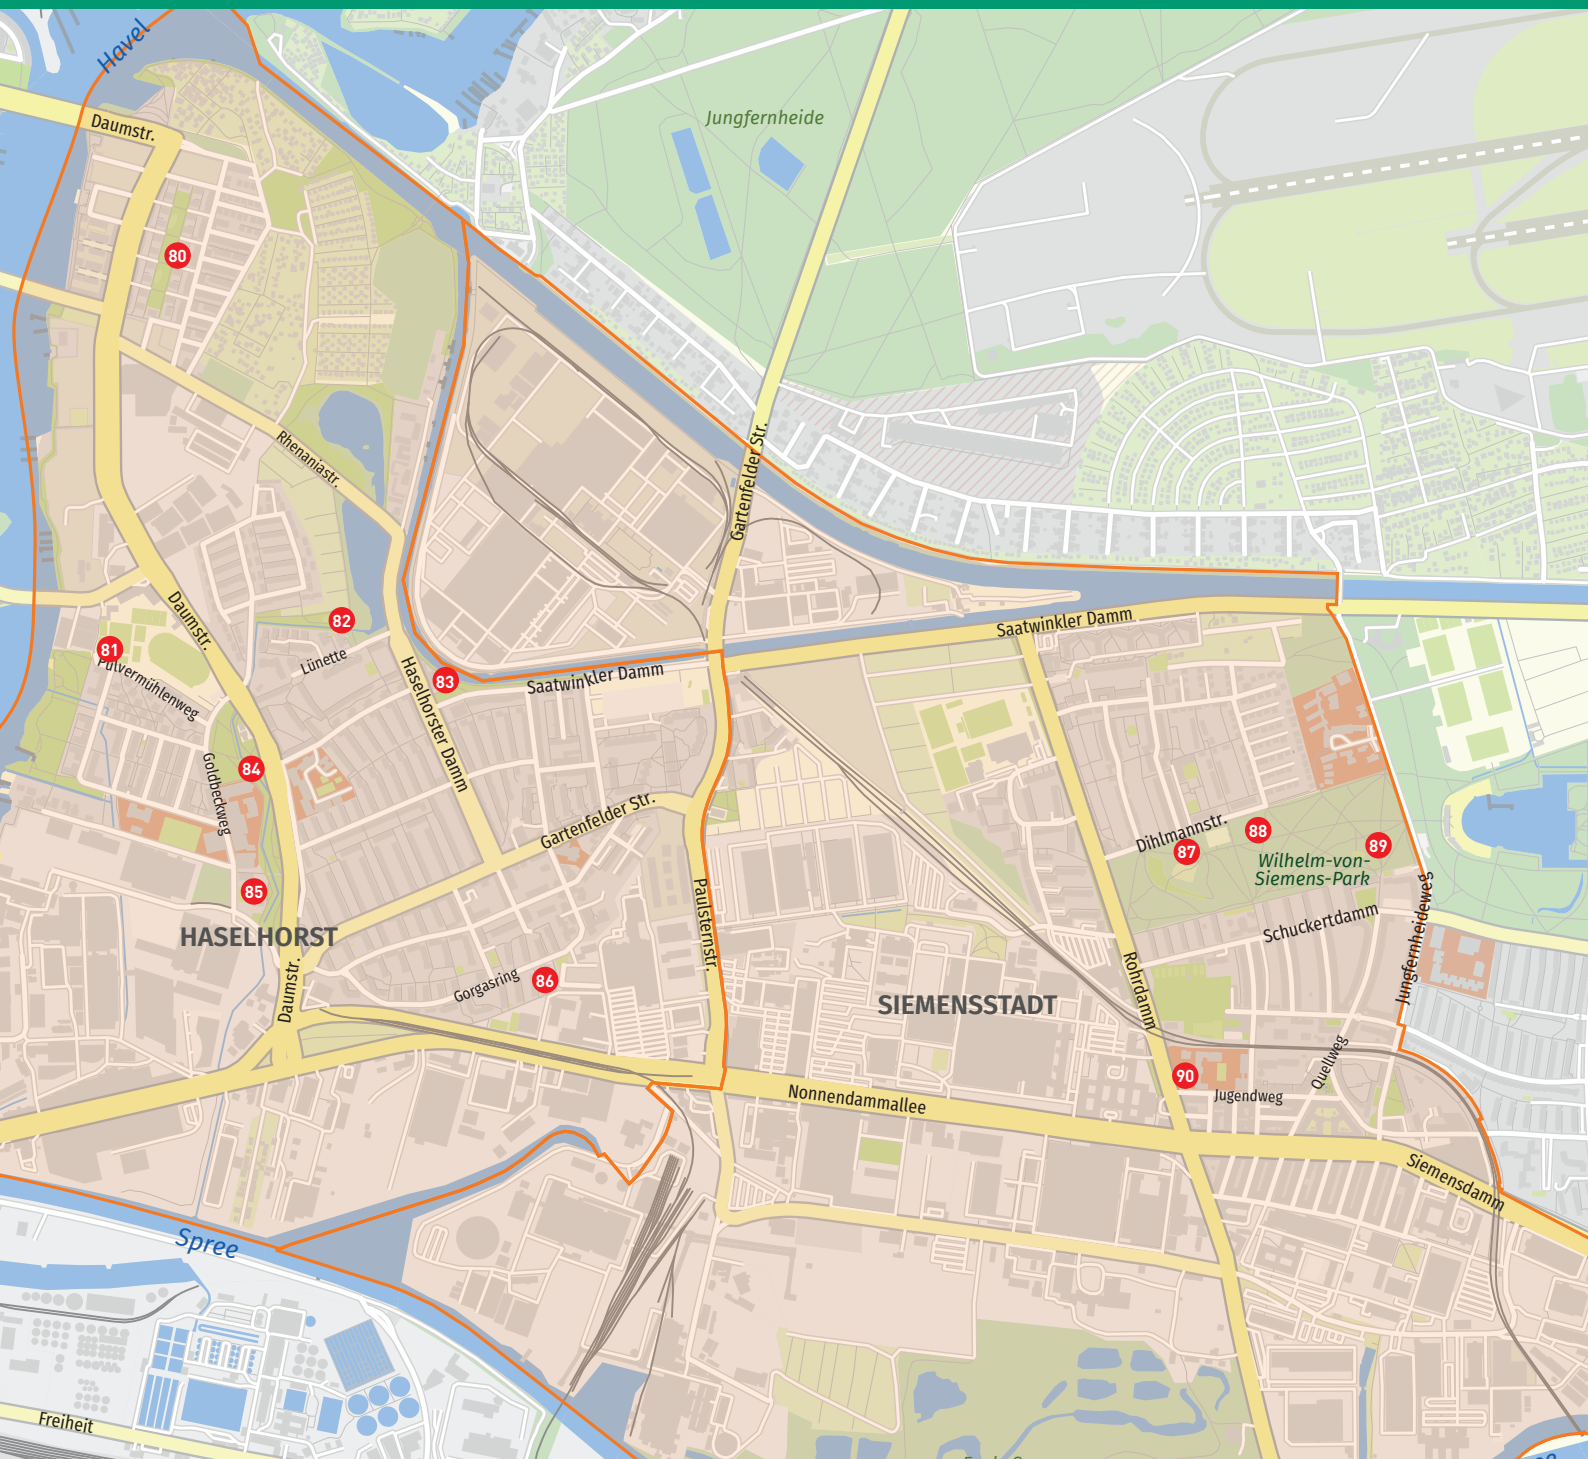 Havel
Jungfernheide
Daumstr.
80
Rhenaniastr.
Gartenfelder Str.
Daumstr.
82
Saatwinkler Damm
81
Pulvermühlenweg
Lünette
83
Saatwinkler Damm
Haselhorster Damm
84
Goldbeckweg
Gartenfelder Str.
Dihlmannstr.
88
87
89
Wilhelm-von-
Siemens-Park
85
Paulsternstr.
Schuckertdamm
Jungfernheideweg
HASELHORST
Daumstr.
Gorgasring
86
SIEMENSSTADT
Rohrdamm
Quellweg
90
Jugendweg
Nonnendammallee
Siemensdamm
Spree
Freiheit